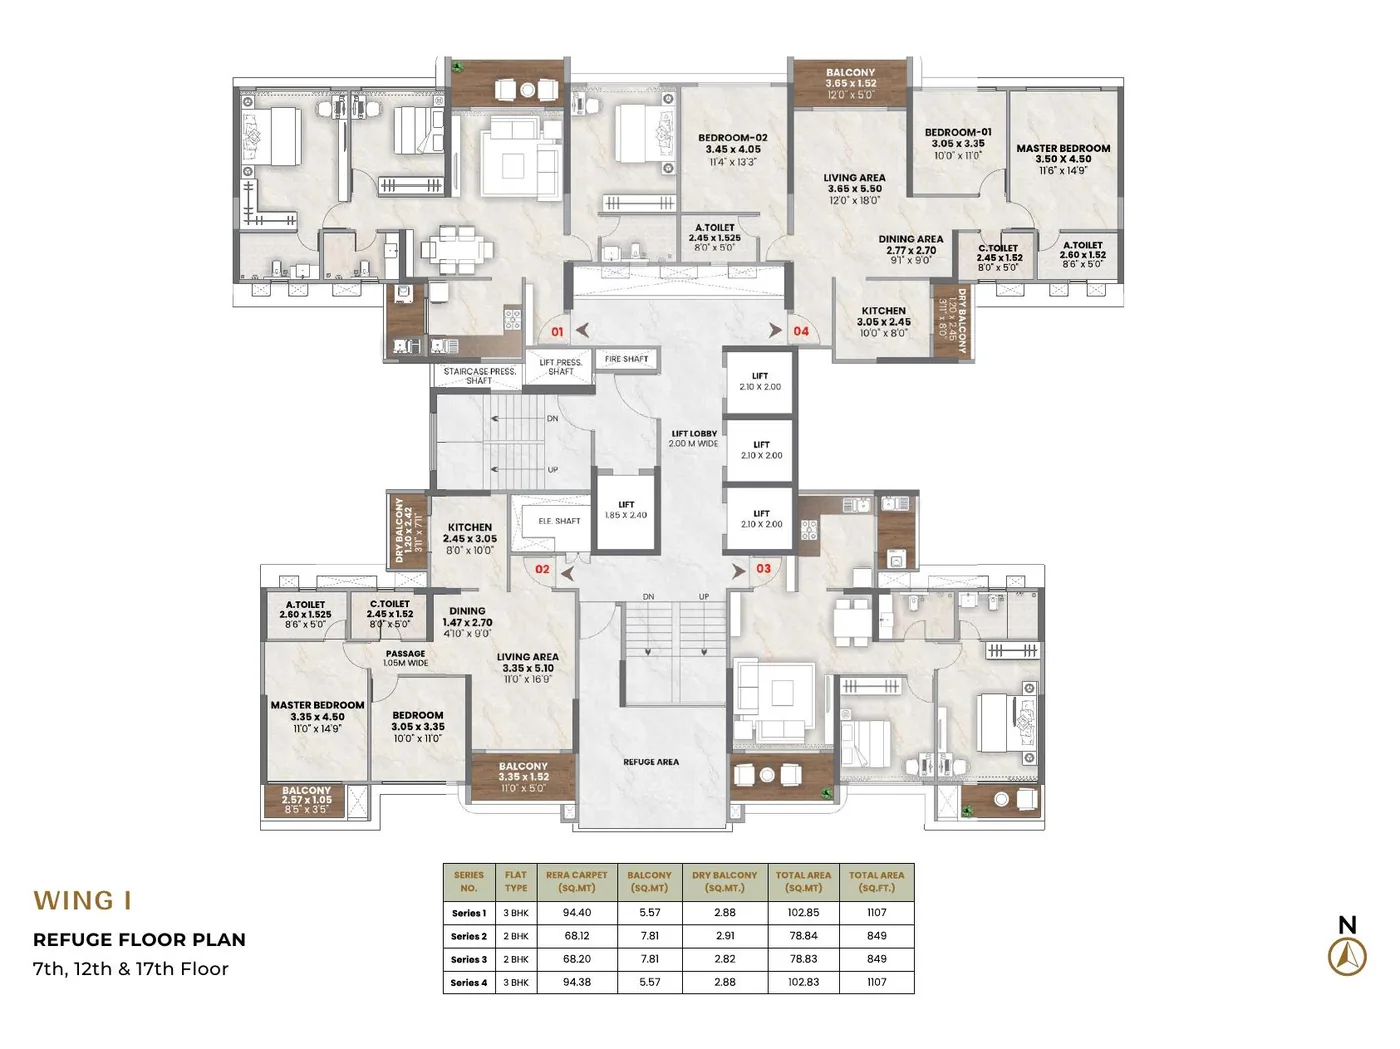 BALCONY
3.65 x 1.52
12'0" x 5'0"
BEDROOM-02
3.45 x 4.05
11'4" x 13'3"
BEDROOM-01
3.05 x 3.35
10'0" x 11'0"
MASTER BEDROOM
3.50 X 4.50
11'6" x 14'9"
LIVING AREA
3.65 x 5.50
12'0" x 18'0"
A.TOILET
2.45 x 1.525
8'0" x 5'0"
DINING AREA
2.77 x 2.70
9'1" x 9'0"
C.TOILET
2.45 x 1.52
8'0" x 5'0"
A.TOILET
2.60 x 1.52
8'6" x 5'0"
KITCHEN
3.05 x 2.45
10'0" x 8'0"
DRY BALCONY
1.20 x 2.45
3'11" x 8'0"
01
04
STAIRCASE PRESS.
SHAFT
LIFT PRESS.
SHAFT
FIRE SHAFT
LIFT
2.10 X 2.00
DN
UP
LIFT LOBBY
2.00 M WIDE
LIFT
2.10 X 2.00
LIFT
1.85 X 2.40
LIFT
2.10 X 2.00
ELE. SHAFT
DRY BALCONY
1.20 x 2.42
3'11" x 7'11"
KITCHEN
2.45 x 3.05
8'0" x 10'0"
02
03
DN
UP
A.TOILET
2.60 x 1.525
8'6" x 5'0"
C.TOILET
2.45 x 1.52
8'0" x 5'0"
DINING
1.47 x 2.70
4'10" x 9'0"
PASSAGE
1.05M WIDE
LIVING AREA
3.35 x 5.10
11'0" x 16'9"
MASTER BEDROOM
3.35 x 4.50
11'0" x 14'9"
BEDROOM
3.05 x 3.35
10'0" x 11'0"
REFUGE AREA
BALCONY
3.35 x 1.52
11'0" x 5'0"
BALCONY
2.57 x 1.05
8'5" x 3'5"
WING I
REFUGE FLOOR PLAN
7th, 12th & 17th Floor
SERIES NO. FLAT TYPE RERA CARPET (SQ.MT) BALCONY (SQ.MT) DRY BALCONY (SQ.MT.) TOTAL AREA (SQ.MT) TOTAL AREA (SQ.FT.)
Series 1 3 BHK 94.40 5.57 2.88 102.85 1107
Series 2 2 BHK 68.12 7.81 2.91 78.84 849
Series 3 2 BHK 68.20 7.81 2.82 78.83 849
Series 4 3 BHK 94.38 5.57 2.88 102.83 1107
N